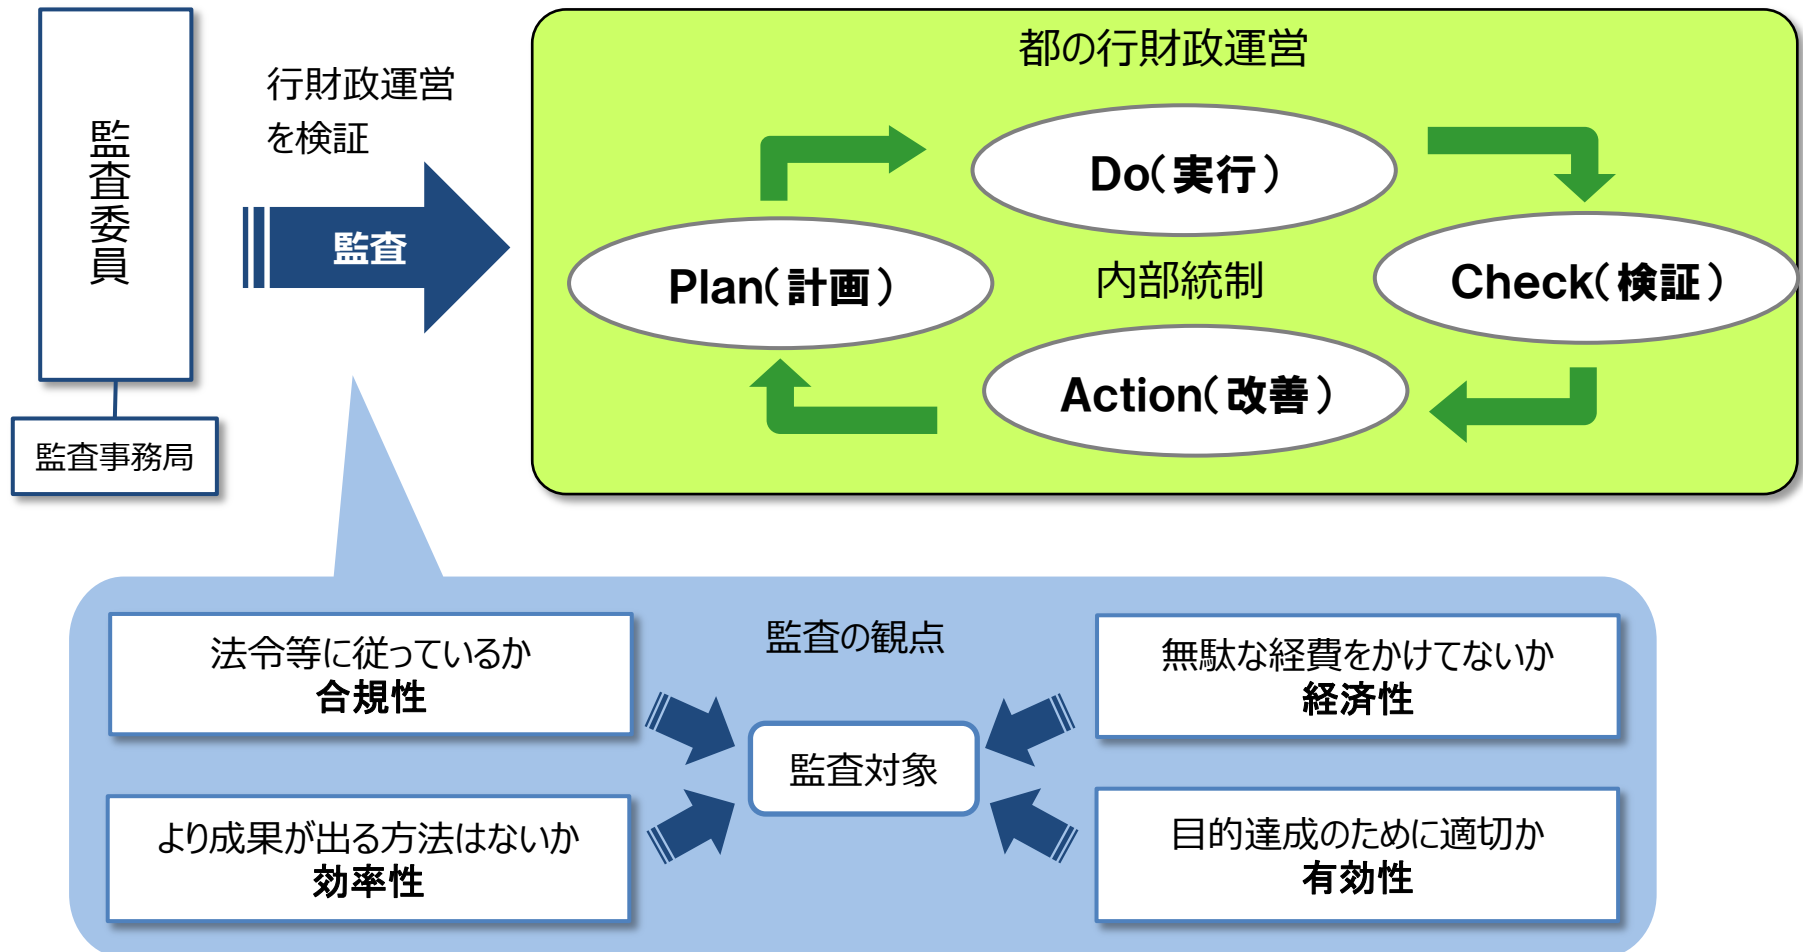 監査委員
監査事務局
行財政運営
を検証
監査
都の行財政運営
Do(実行)
Plan(計画)
内部統制
Check(検証)
Action(改善)
監査の観点
法令等に従っているか
合規性
無駄な経費をかけてないか
経済性
監査対象
より成果が出る方法はないか
効率性
目的達成のために適切か
有効性